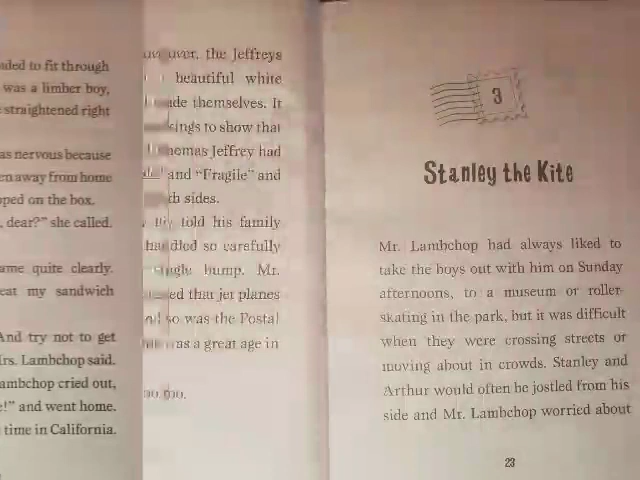 ded to fit through
was a limber boy,
straightened right
as nervous because
n away from home
pped on the box.
, dear?" she called.
ame quite clearly.
eat my sandwich
And try not to get
rs. Lambchop said.
ambchop cried out,
e!" and went home.
time in California.
over, the Jeffreys
beautiful white
themselves. It
to show that
homas Jeffrey had
and "Fragile" and
sides.
told his family
handled so carefully
single bump. Mr.
ed that jet planes
so was the Postal
was a great age in
3
Stanley the Kite
Mr. Lambchop had always liked to
take the boys out with him on Sunday
afternoons, to a museum or roller-
skating in the park, but it was difficult
when they were crossing streets or
moving about in crowds. Stanley and
Arthur would often be jostled from his
side and Mr. Lambchop worried about
23